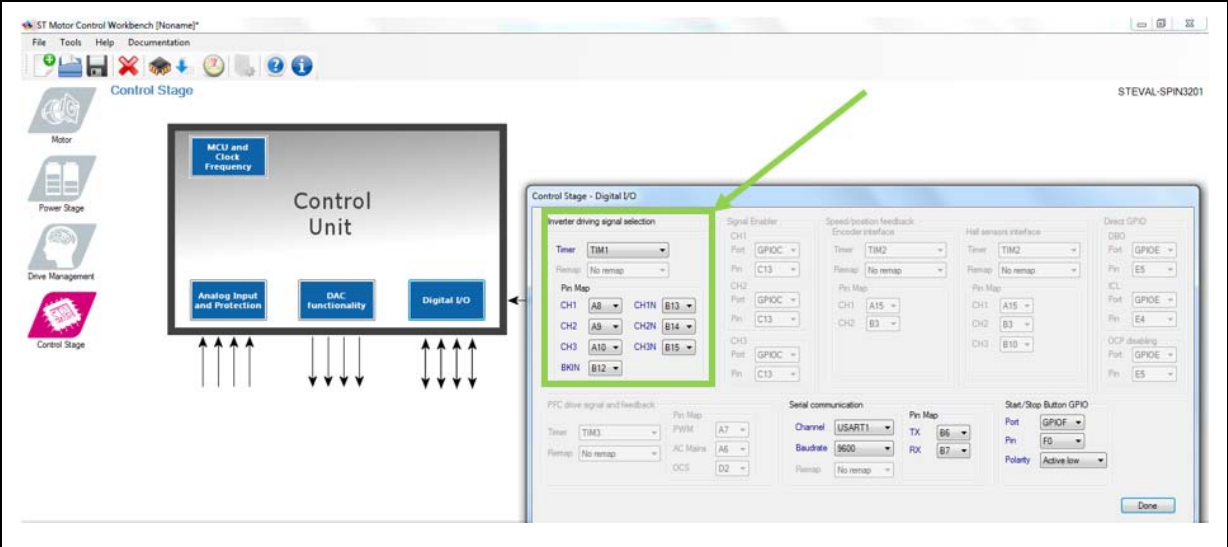 ST Motor Control Workbench [Noname]*
File Tools Help Documentation
Control Stage
STEVAL-SPIN3201
Motor
Power Stage
Drive Management
Control Stage
MCU and
Clock
Frequency
Control
Unit
Analog Input
and Protection
DAC
functionality
Digital I/O
Control Stage - Digital I/O
Inverter driving signal selection
Timer TIM1
Remap No remap
Pin Map
CH1 A8 CH1N B13
CH2 A9 CH2N B14
CH3 A10 CH3N B15
BKIN B12
Signal Enabler
CH1
Port GPIOC
Pin C13
CH2
Port GPIOC
Pin C13
CH3
Port GPIOC
Pin C13
Speed/position feedback
Encoder interface
Timer TIM2
Remap No remap
Pin Map
CH1 A15
CH2 B3
Hall sensors interface
Timer TIM2
Remap No remap
Pin Map
CH1 A15
CH2 B3
CH3 B10
Direct GPIO
DBO
Port GPIOE
Pin E5
ICL
Port GPIOE
Pin E4
OCP disabling
Port GPIOE
Pin E5
PFC drive signal and feedback
Timer TIM3
Remap No remap
Pin Map
PWM A7
AC Mains A6
OCS D2
Serial communication
Channel USART1
Baudrate 9600
Remap No remap
Pin Map
TX B6
RX B7
Start/Stop Button GPIO
Port GPIOF
Pin F0
Polarity Active low
Done